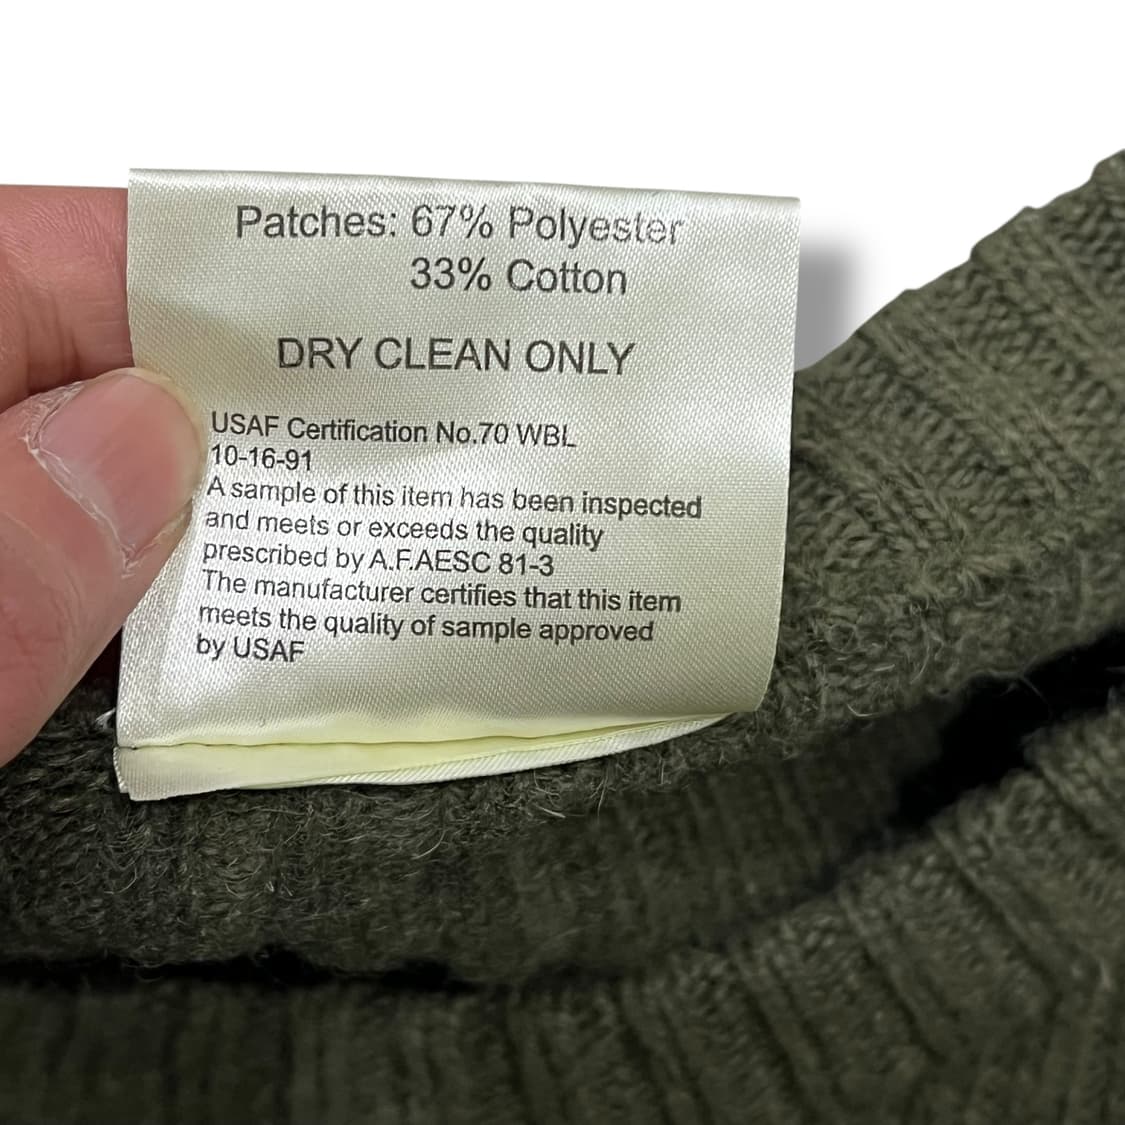 Patches: 67% Polyester
33% Cotton
DRY CLEAN ONLY
USAF Certification No.70 WBL
10-16-91
A sample of this item has been inspected
and meets or exceeds the quality
prescribed by A.F.AESC 81-3
The manufacturer certifies that this item
meets the quality of sample approved
by USAF